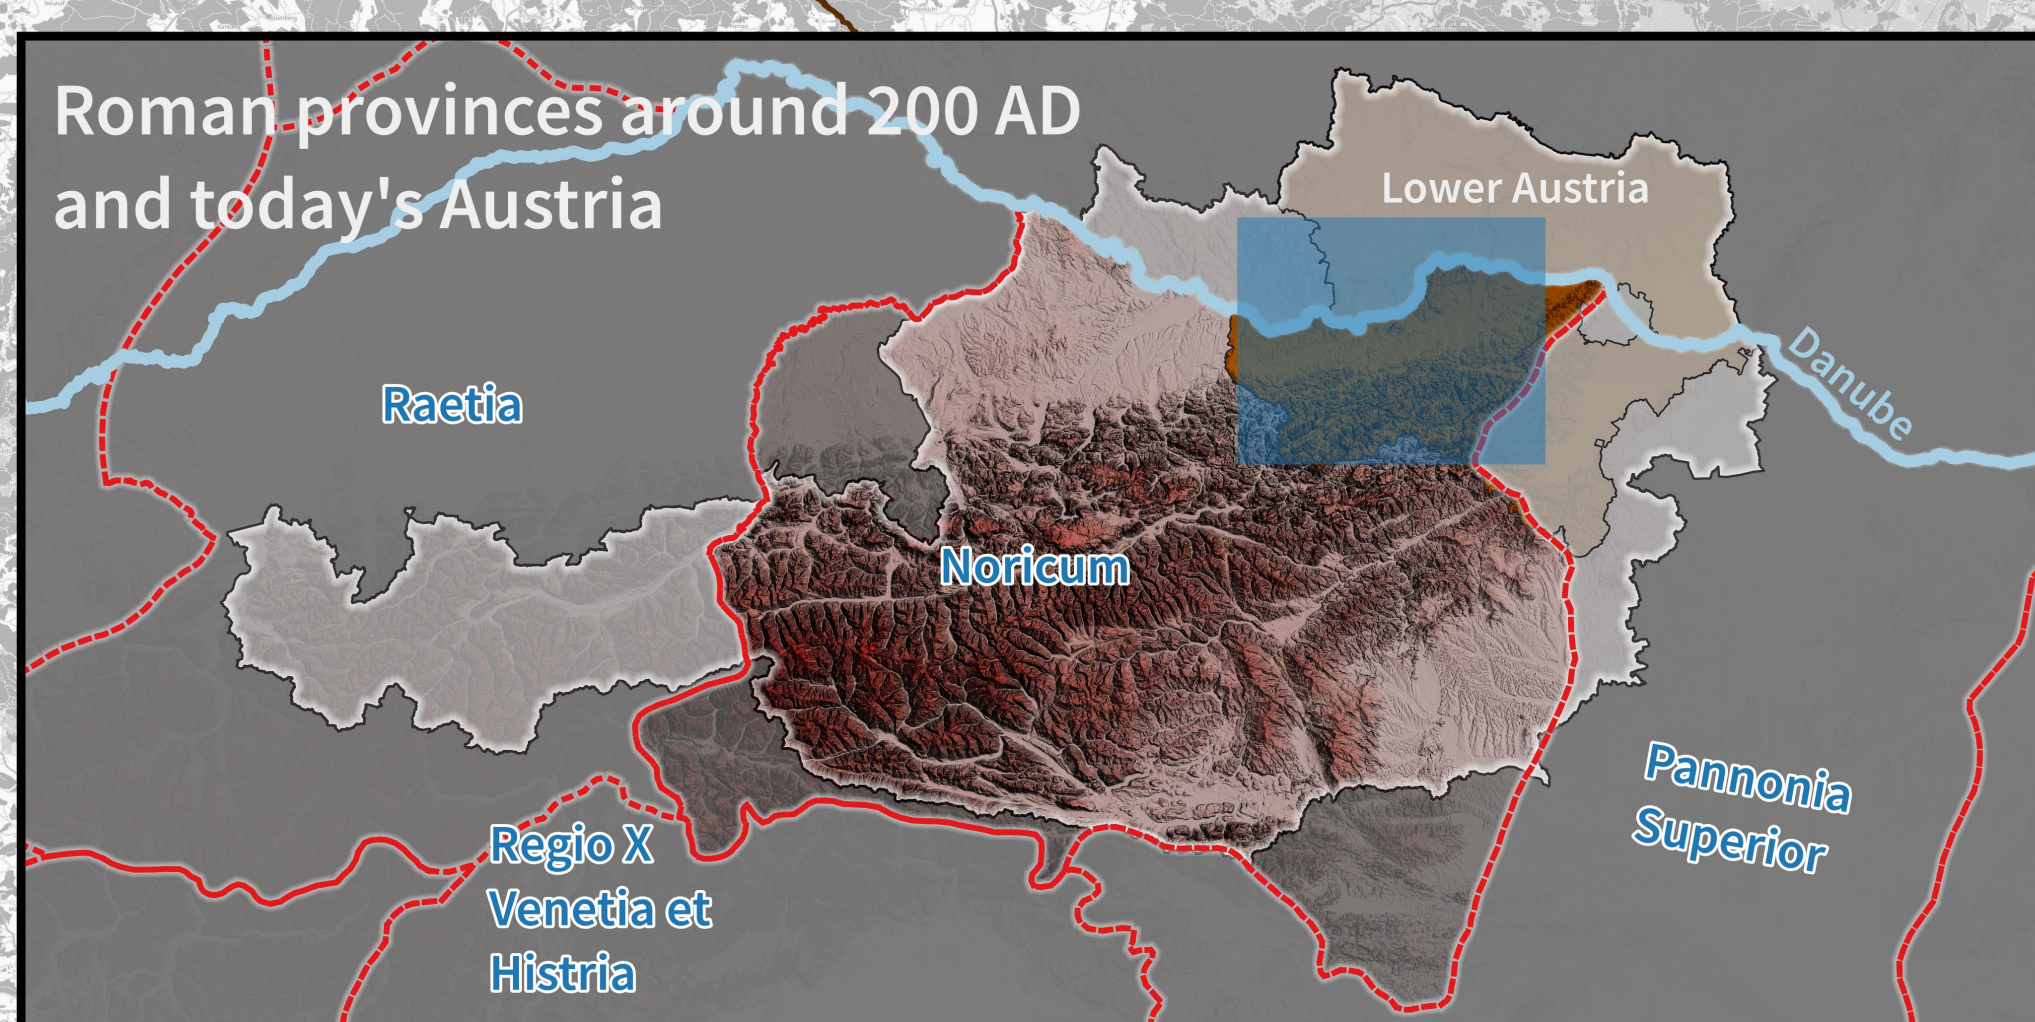 Roman provinces around 200 AD
and today's Austria
Lower Austria
Danube
Raetia
Noricum
Pannonia
Superior
Regio X
Venetia et
Histria